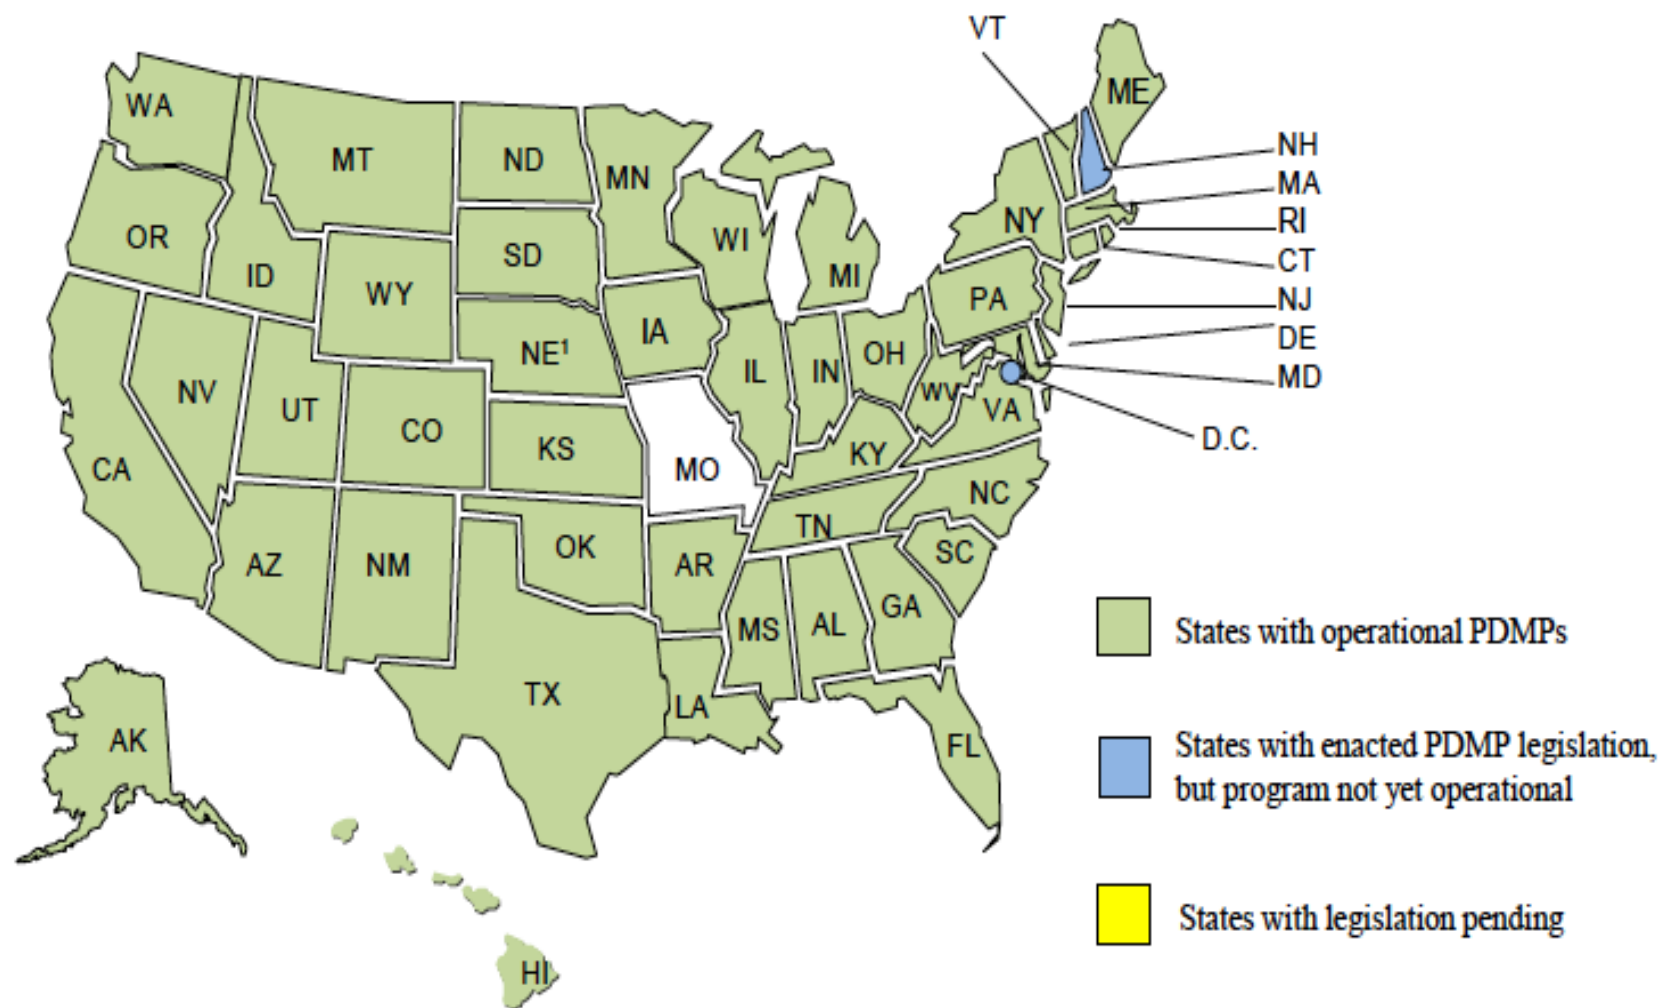 VT
ME
WA
MT
ND
MN
NH
MA
RI
CT
NJ
DE
MD
D.C.
OR
ID
WY
SD
WI
MI
NY
PA
NE¹
IA
IL
IN
OH
WV
VA
NV
UT
CO
KS
MO
KY
CA
NC
TN
SC
AZ
NM
OK
AR
MS
AL
GA
TX
LA
FL
AK
HI
States with operational PDMPs
States with enacted PDMP legislation,
but program not yet operational
States with legislation pending